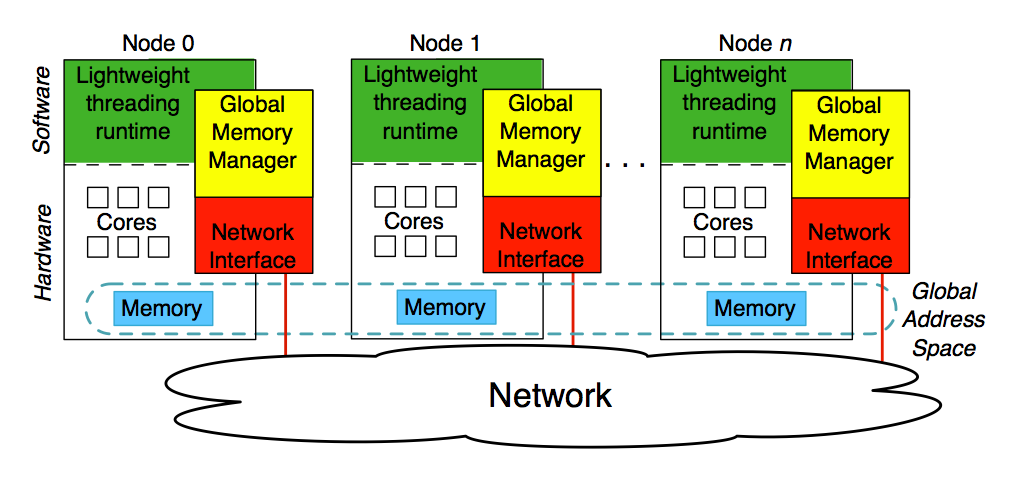 Node 0
Node 1
Node n
Software
Lightweight
threading
runtime
Global
Memory
Manager
Lightweight
threading
runtime
Global
Memory
Manager
. . .
Lightweight
threading
runtime
Global
Memory
Manager
Hardware
Cores
Network
Interface
Cores
Network
Interface
Cores
Network
Interface
Memory
Memory
Memory
Global
Address
Space
Network